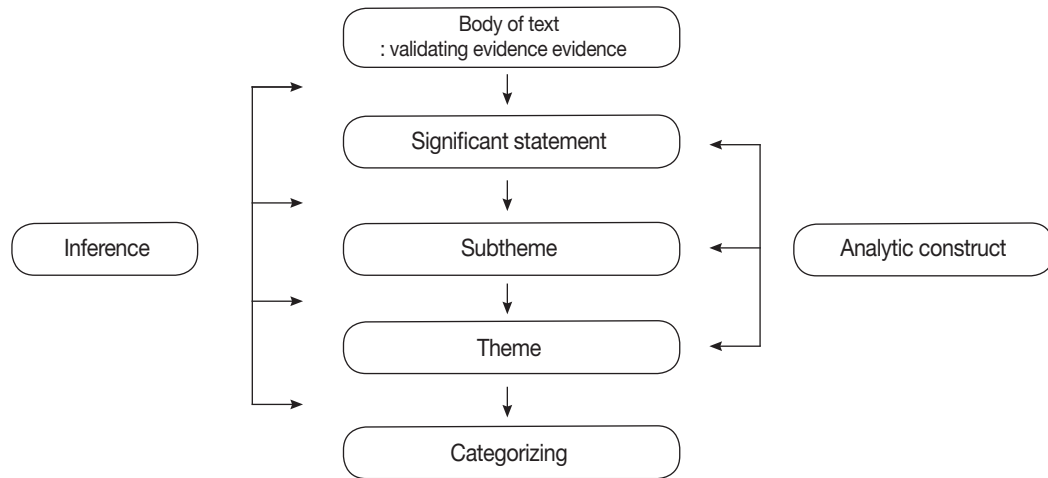 Body of text
: validating evidence evidence
Significant statement
Inference
Subtheme
Analytic construct
Theme
Categorizing